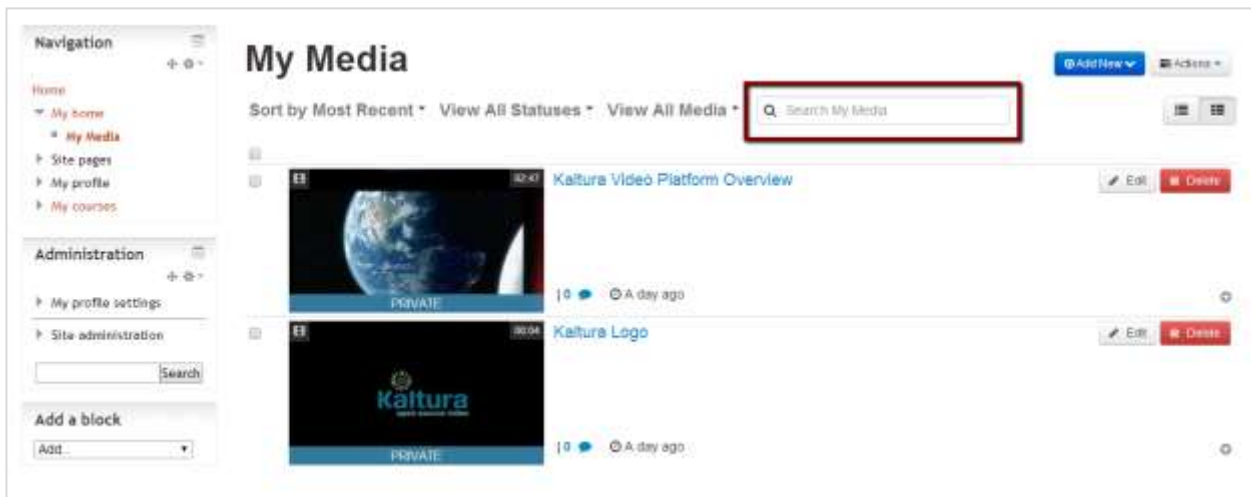 Navigation
Home
My home
My Media
Site pages
My profile
My courses
Administration
My profile settings
Site administration
Search
Add a block
Add...
My Media
Add New
Actions
Sort by Most Recent View All Statuses View All Media Search My Media
02:47
Kaltura Video Platform Overview
Edit
Delete
PRIVATE
|0
A day ago
00:04
Kaltura Logo
Edit
Delete
Kaltura
open source video
PRIVATE
|0
A day ago